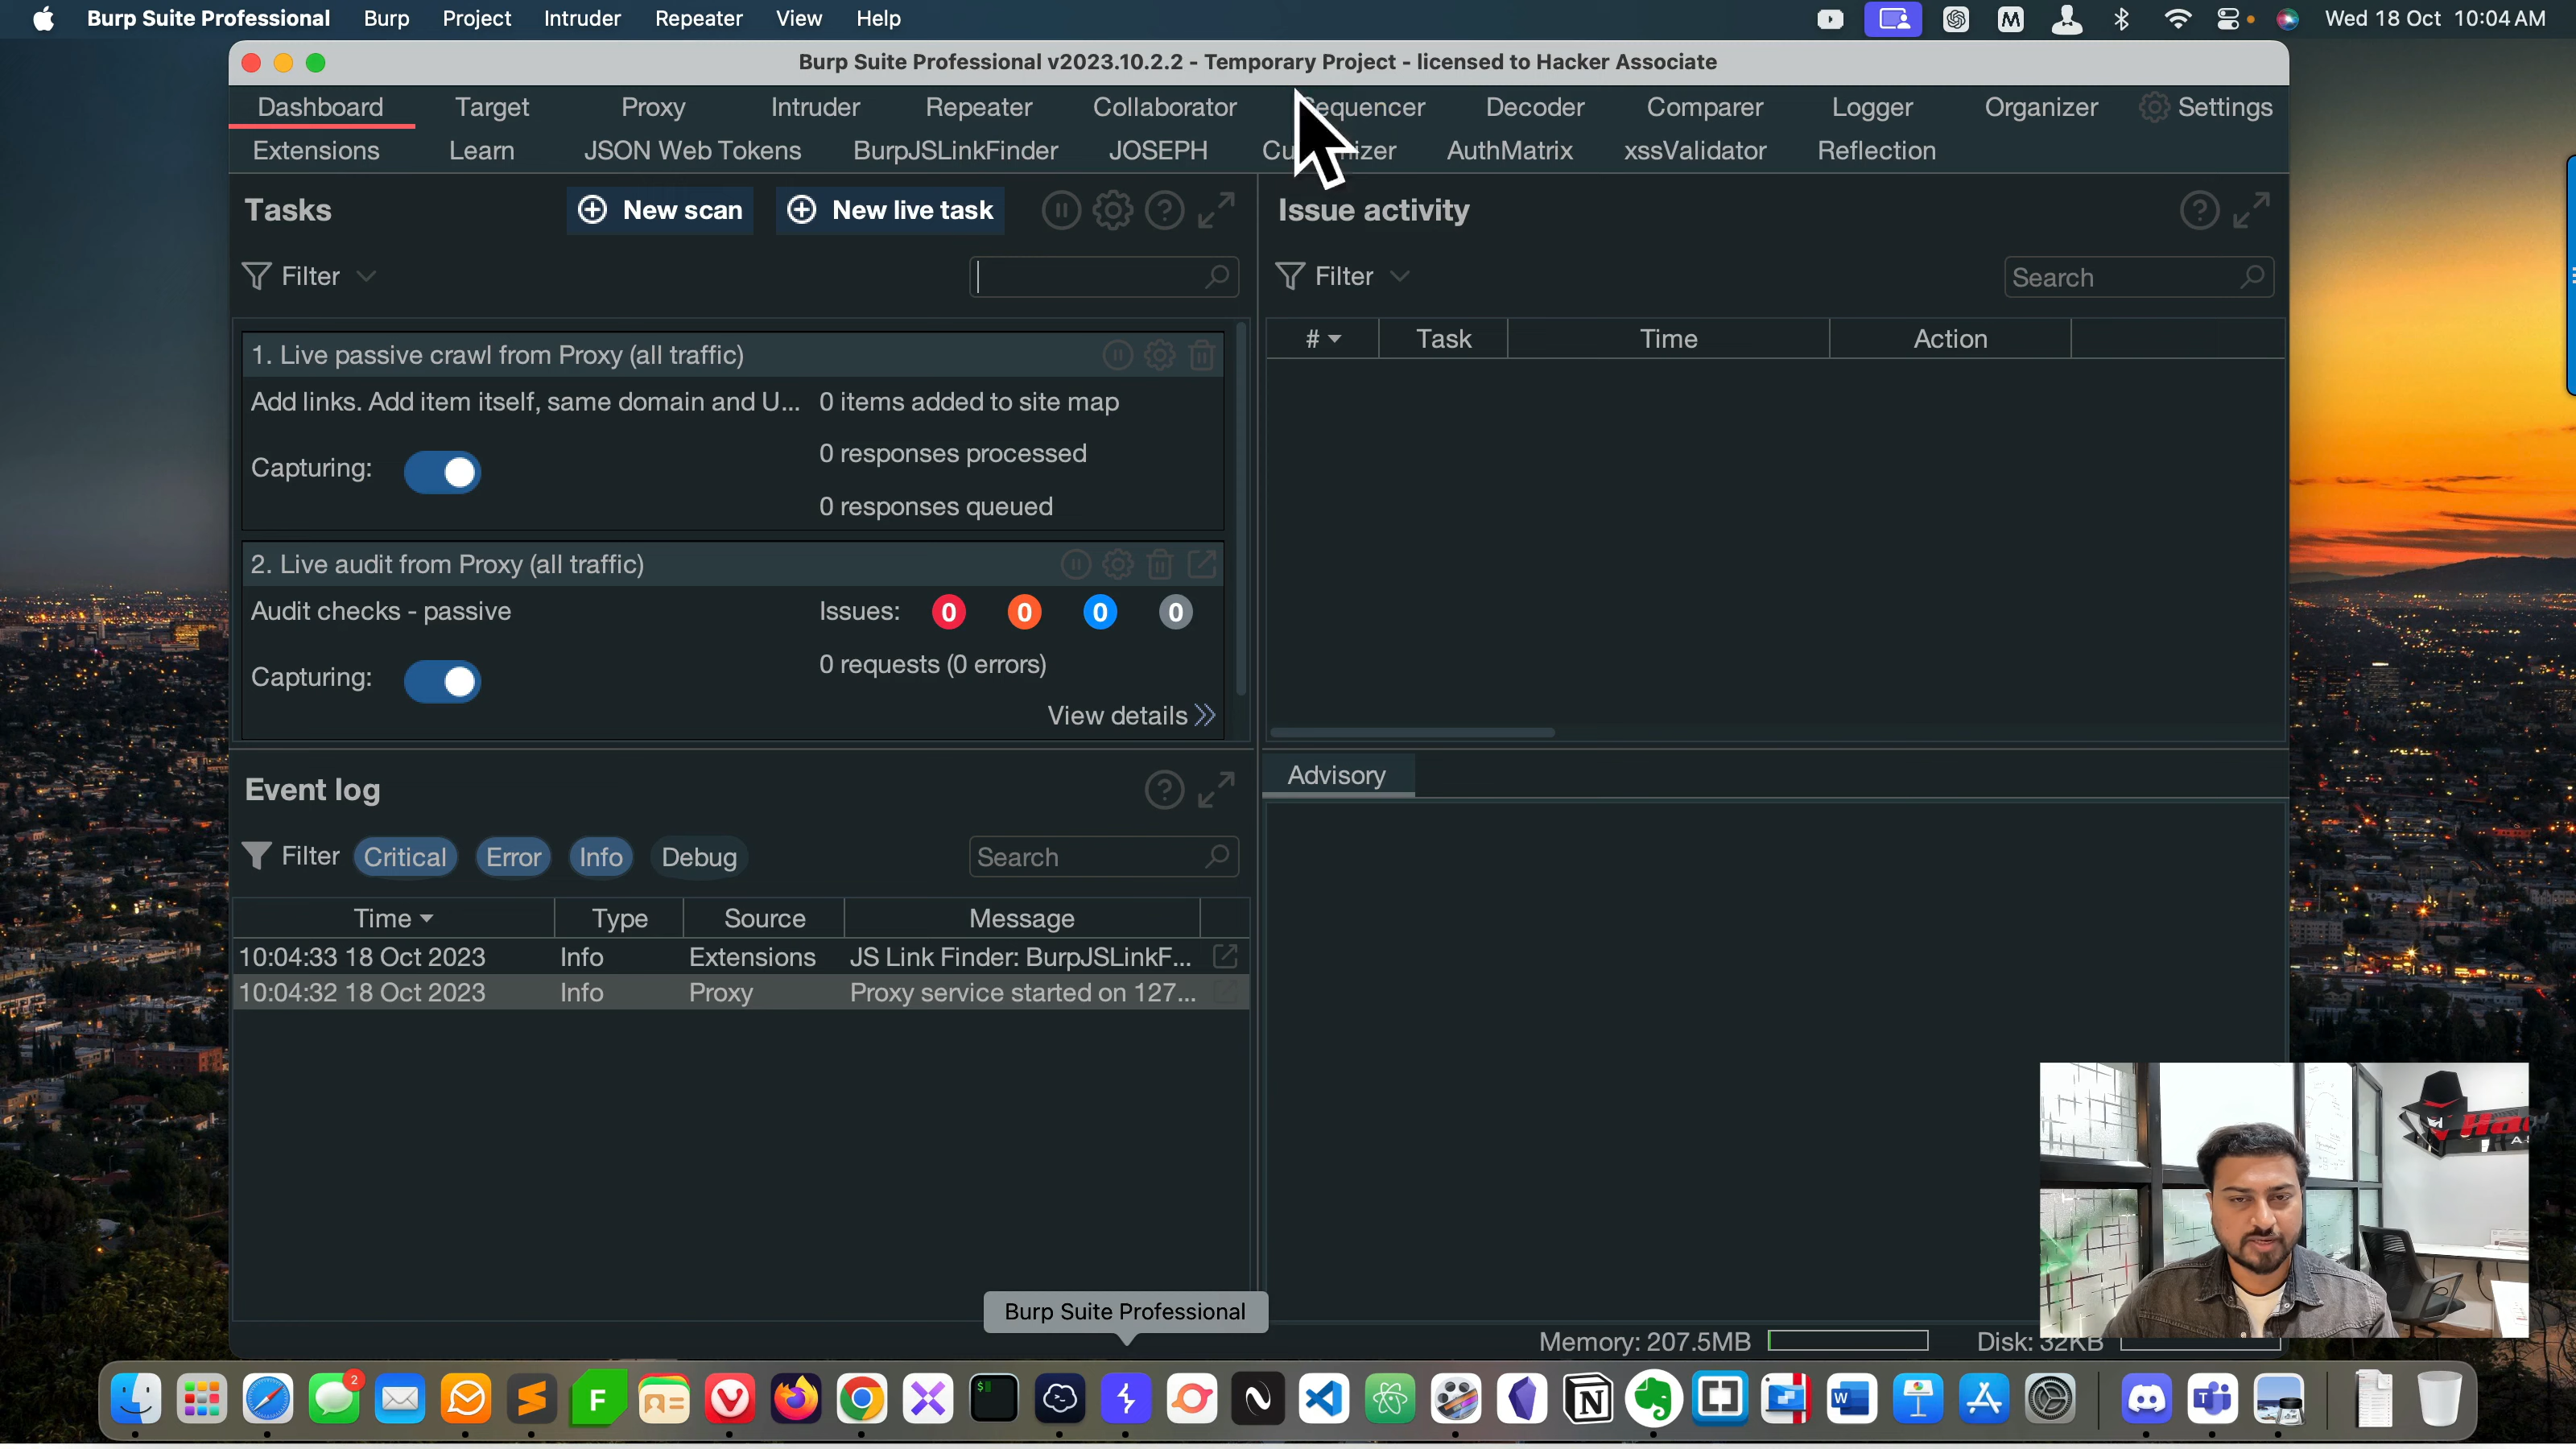 Burp Suite Professional Burp Project Intruder Repeater View Help
Wed 18 Oct 10:04 AM
Burp Suite Professional v2023.10.2.2 - Temporary Project - licensed to Hacker Associate
Dashboard Target Proxy Intruder Repeater Collaborator Sequencer Decoder Comparer Logger Organizer Settings
Extensions Learn JSON Web Tokens BurpJSLinkFinder JOSEPH AuthMatrix xssValidator Reflection
Tasks New scan New live task
Filter
1. Live passive crawl from Proxy (all traffic)
Add links. Add item itself, same domain and U... 0 items added to site map
0 responses processed
Capturing:
0 responses queued
2. Live audit from Proxy (all traffic)
Audit checks - passive Issues: 0 0 0 0
0 requests (0 errors)
Capturing:
View details
Issue activity
Filter Search
# Task Time Action
Advisory
Event log
Filter Critical Error Info Debug Search
Time Type Source Message
10:04:33 18 Oct 2023 Info Extensions JS Link Finder: BurpJSLinkF...
10:04:32 18 Oct 2023 Info Proxy Proxy service started on 127...
Burp Suite Professional
Memory: 207.5MB Disk: 32KB
2